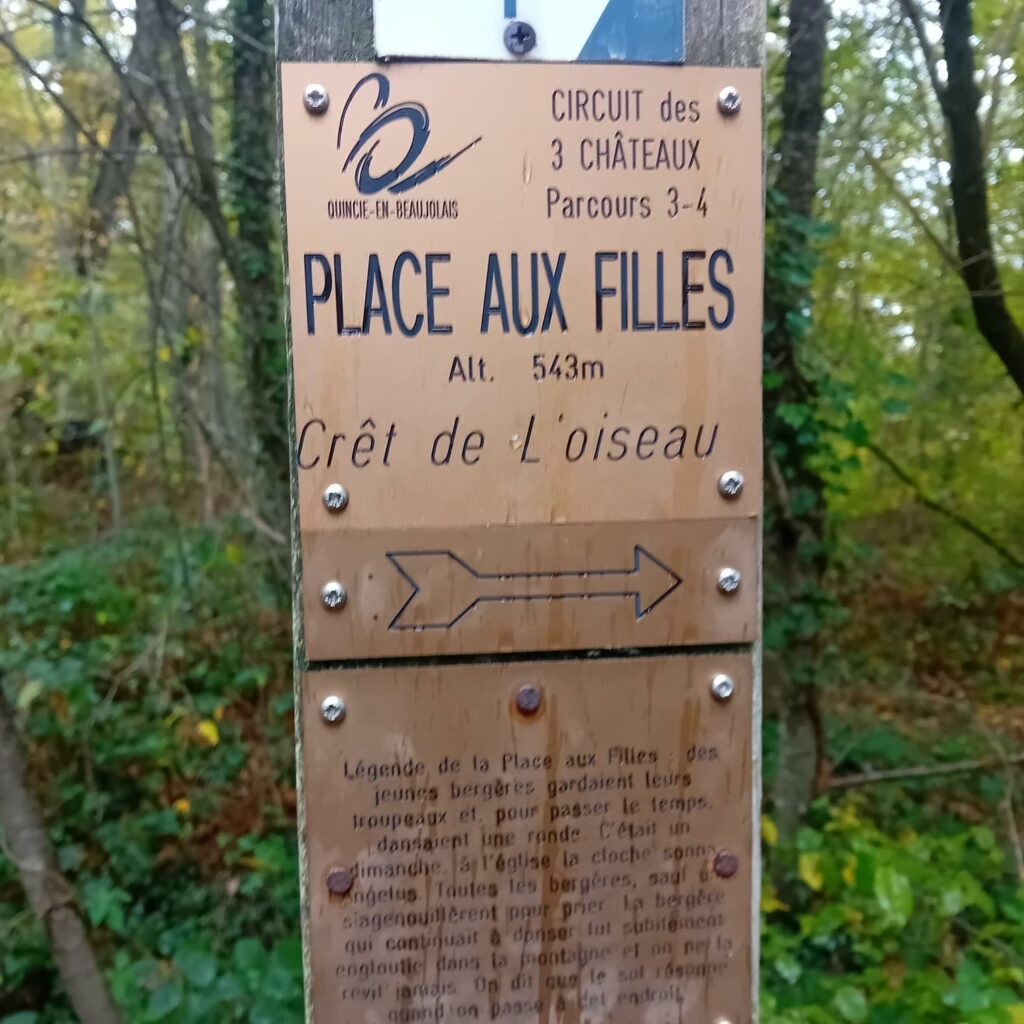 QUINCIE-EN-BEAUJOLAIS
CIRCUIT des
3 CHÂTEAUX
Parcours 3-4
PLACE AUX FILLES
Alt. 543m
Crêt de L'oiseau
Légende de la Place aux Filles : des
jeunes bergères gardaient leurs
troupeaux et, pour passer le temps,
dansaient une ronde. C'était un
dimanche, à l'église la cloche sonna
Angelus. Toutes les bergères, sauf
s'agenouillèrent pour prier. La bergère
qui continuait à danser fut subitement
engloutie dans la montagne et on ne la
revit jamais. On dit que le sol résonne
quand on passe à cet endroit.